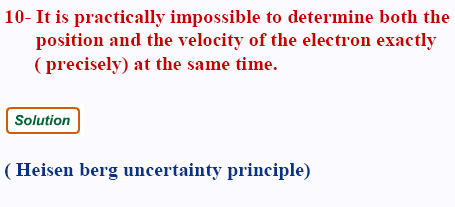 10- It is practically impossible to determine both the
position and the velocity of the electron exactly
( precisely) at the same time.
Solution
( Heisen berg uncertainty principle)